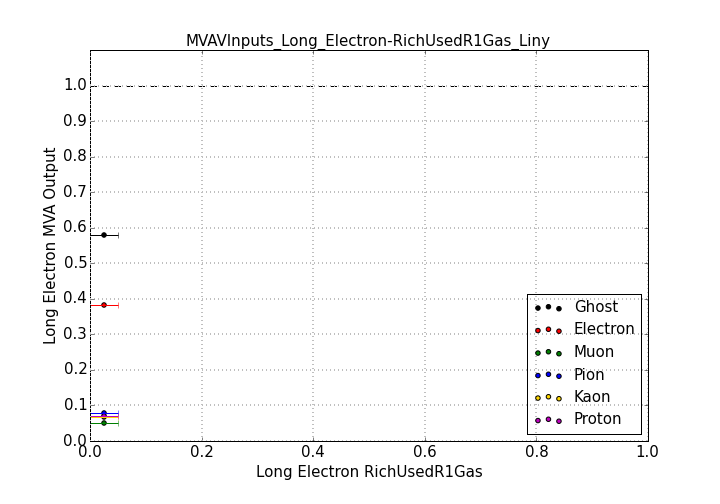 MVAVInputs_Long_Electron-RichUsedR1Gas_Liny
1.0
0.9
0.8
0.7
0.6
0.5
0.4
0.3
0.2
0.1
0.0
Long Electron MVA Output
Ghost
Electron
Muon
Pion
Kaon
Proton
0.0 0.2 0.4 0.6 0.8 1.0
Long Electron RichUsedR1Gas